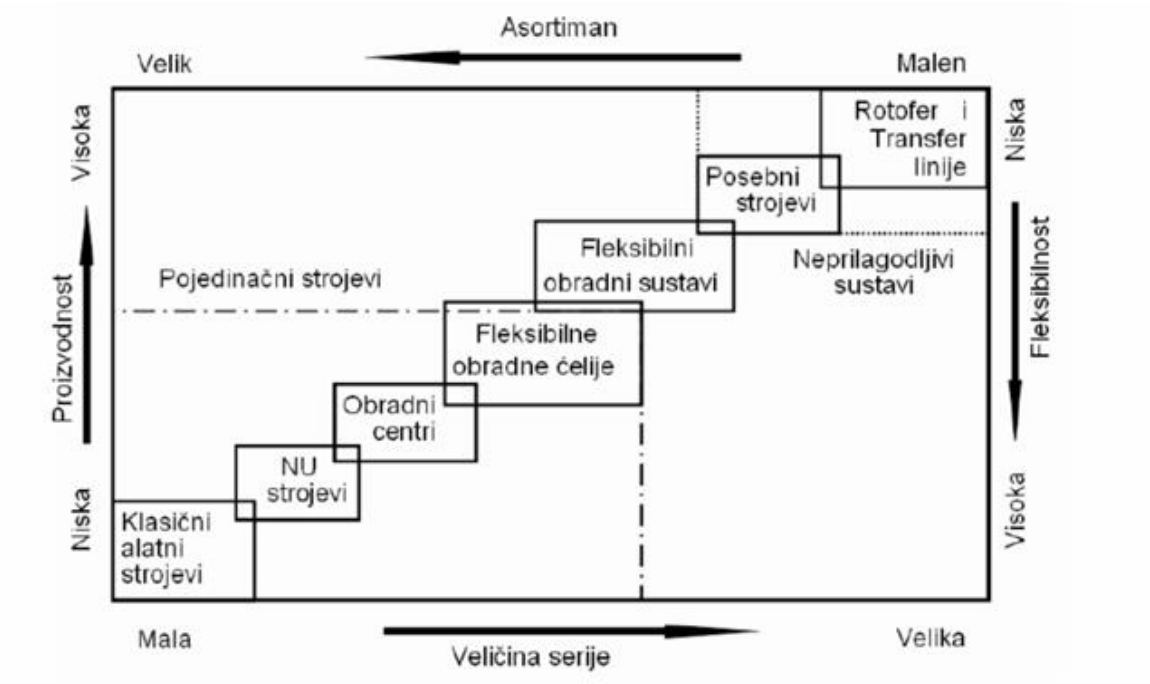 Asortiman
Velik
Malen
Visoka
Proizvodnost
Niska
Niska
Fleksibilnost
Visoka
Rotofer i
Transfer
linije
Posebni
strojevi
Neprilagodljivi
sustavi
Fleksibilni
obradni sustavi
Pojedinačni strojevi
Fleksibilne
obradne ćelije
Obradni
centri
NU
strojevi
Klasični
alatni
strojevi
Mala
Veličina serije
Velika